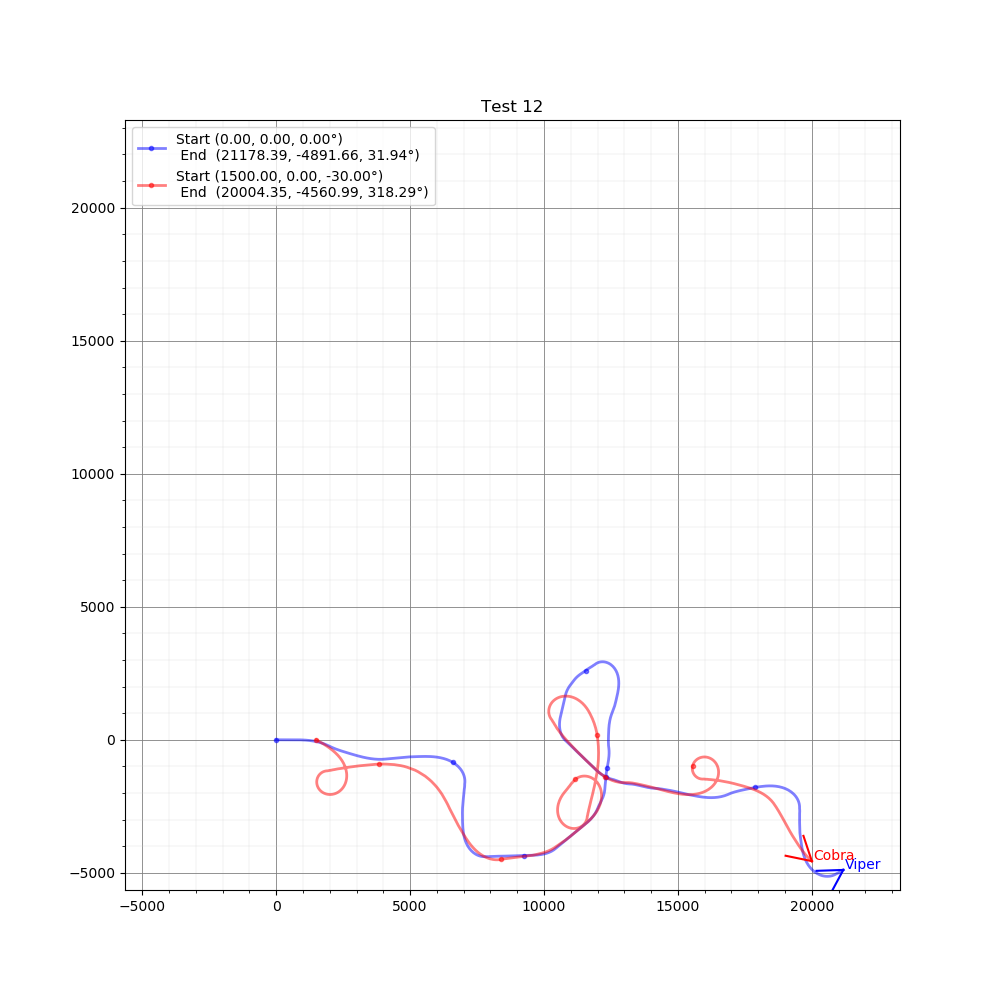 Test 12
Start (0.00, 0.00, 0.00°)
End  (21178.39, -4891.66, 31.94°)
Start (1500.00, 0.00, -30.00°)
End  (20004.35, -4560.99, 318.29°)
20000
15000
10000
5000
0
−5000
Cobra
Viper
−5000
0
5000
10000
15000
20000